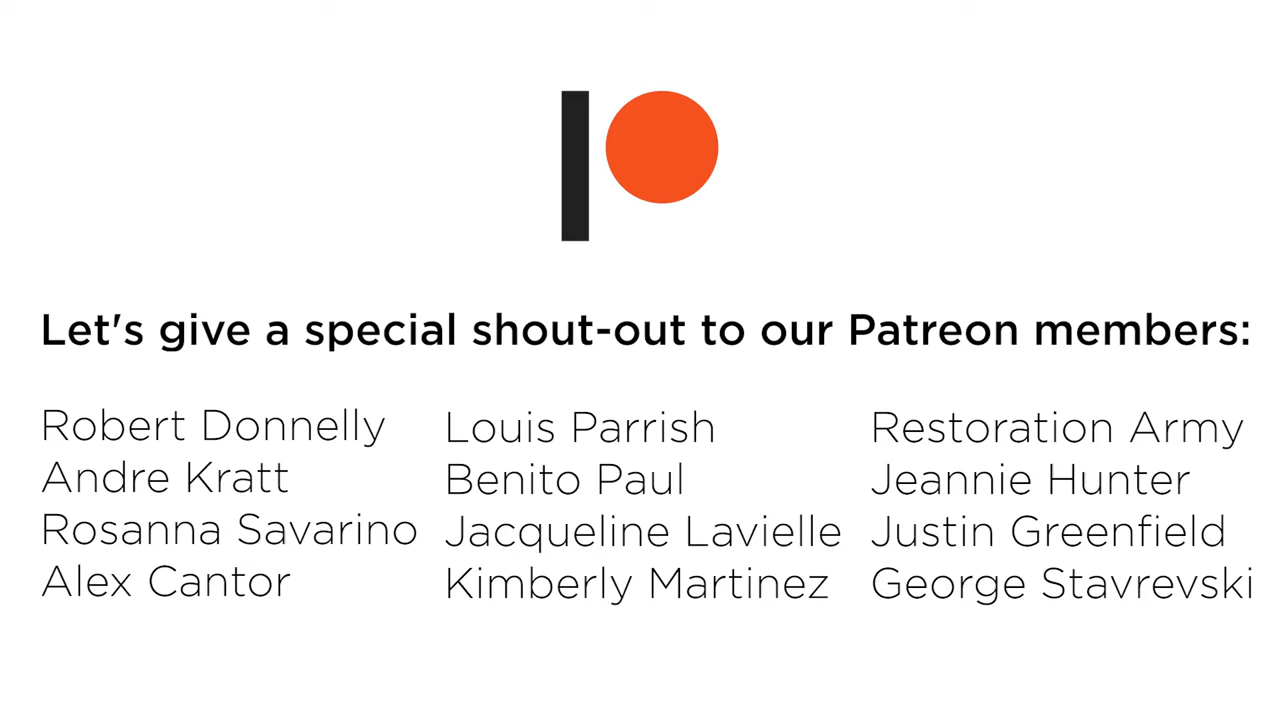 Let's give a special shout-out to our Patreon members:
Robert Donnelly
Andre Kratt
Rosanna Savarino
Alex Cantor
Louis Parrish
Benito Paul
Jacqueline Lavielle
Kimberly Martinez
Restoration Army
Jeannie Hunter
Justin Greenfield
George Stavrevski